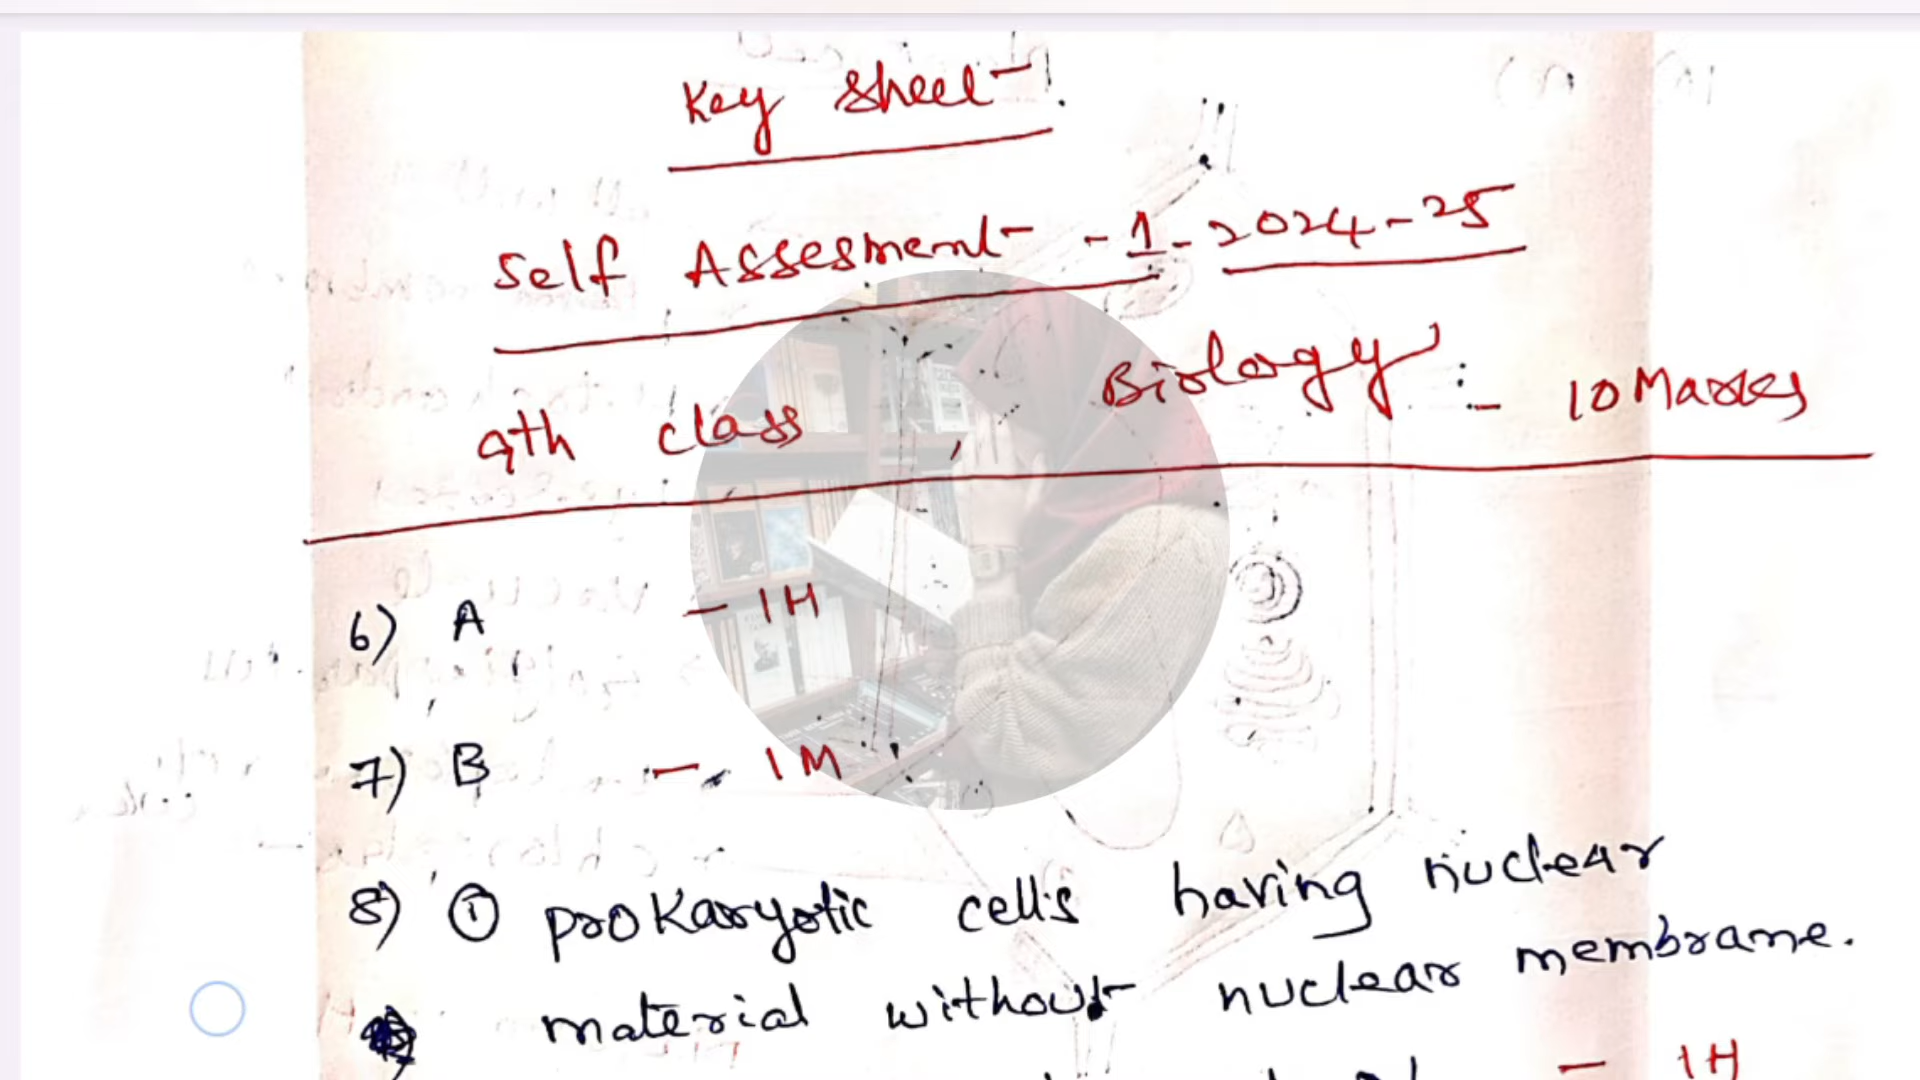 Key Sheet.
Self Assesment - 1 - 2024-25
9th class, Biology :- 10 Marks
6) A - 1M
7) B - 1M
8) ① prokaryotic cells having nuclear
material without nuclear membrane.
- 1M